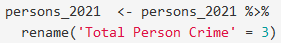 persons_2021  <- persons_2021 %>%
  rename('Total Person Crime' = 3)